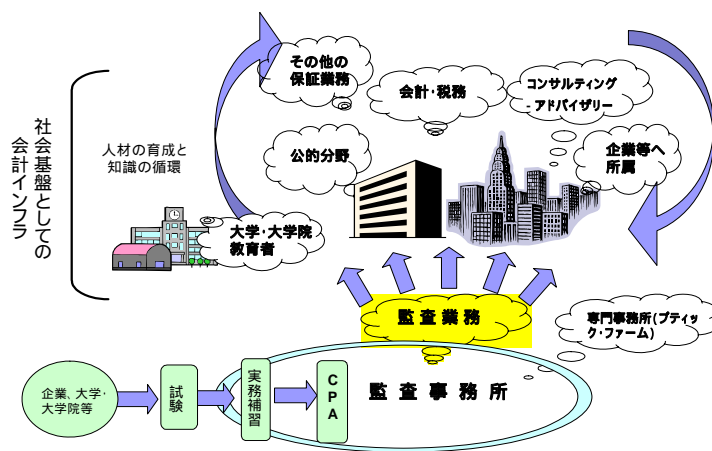 その他の
保証業務
会計・税務
コンサルティング
- アドバイザリー
社会基盤としての
会計インフラ
人材の育成と
知識の循環
公的分野
企業等へ
所属
大学・大学院
教育者
監査業務
専門事務所(ブティッ
ク・ファーム)
企業、大学・
大学院等
試験
実務補習
CPA
監査事務所